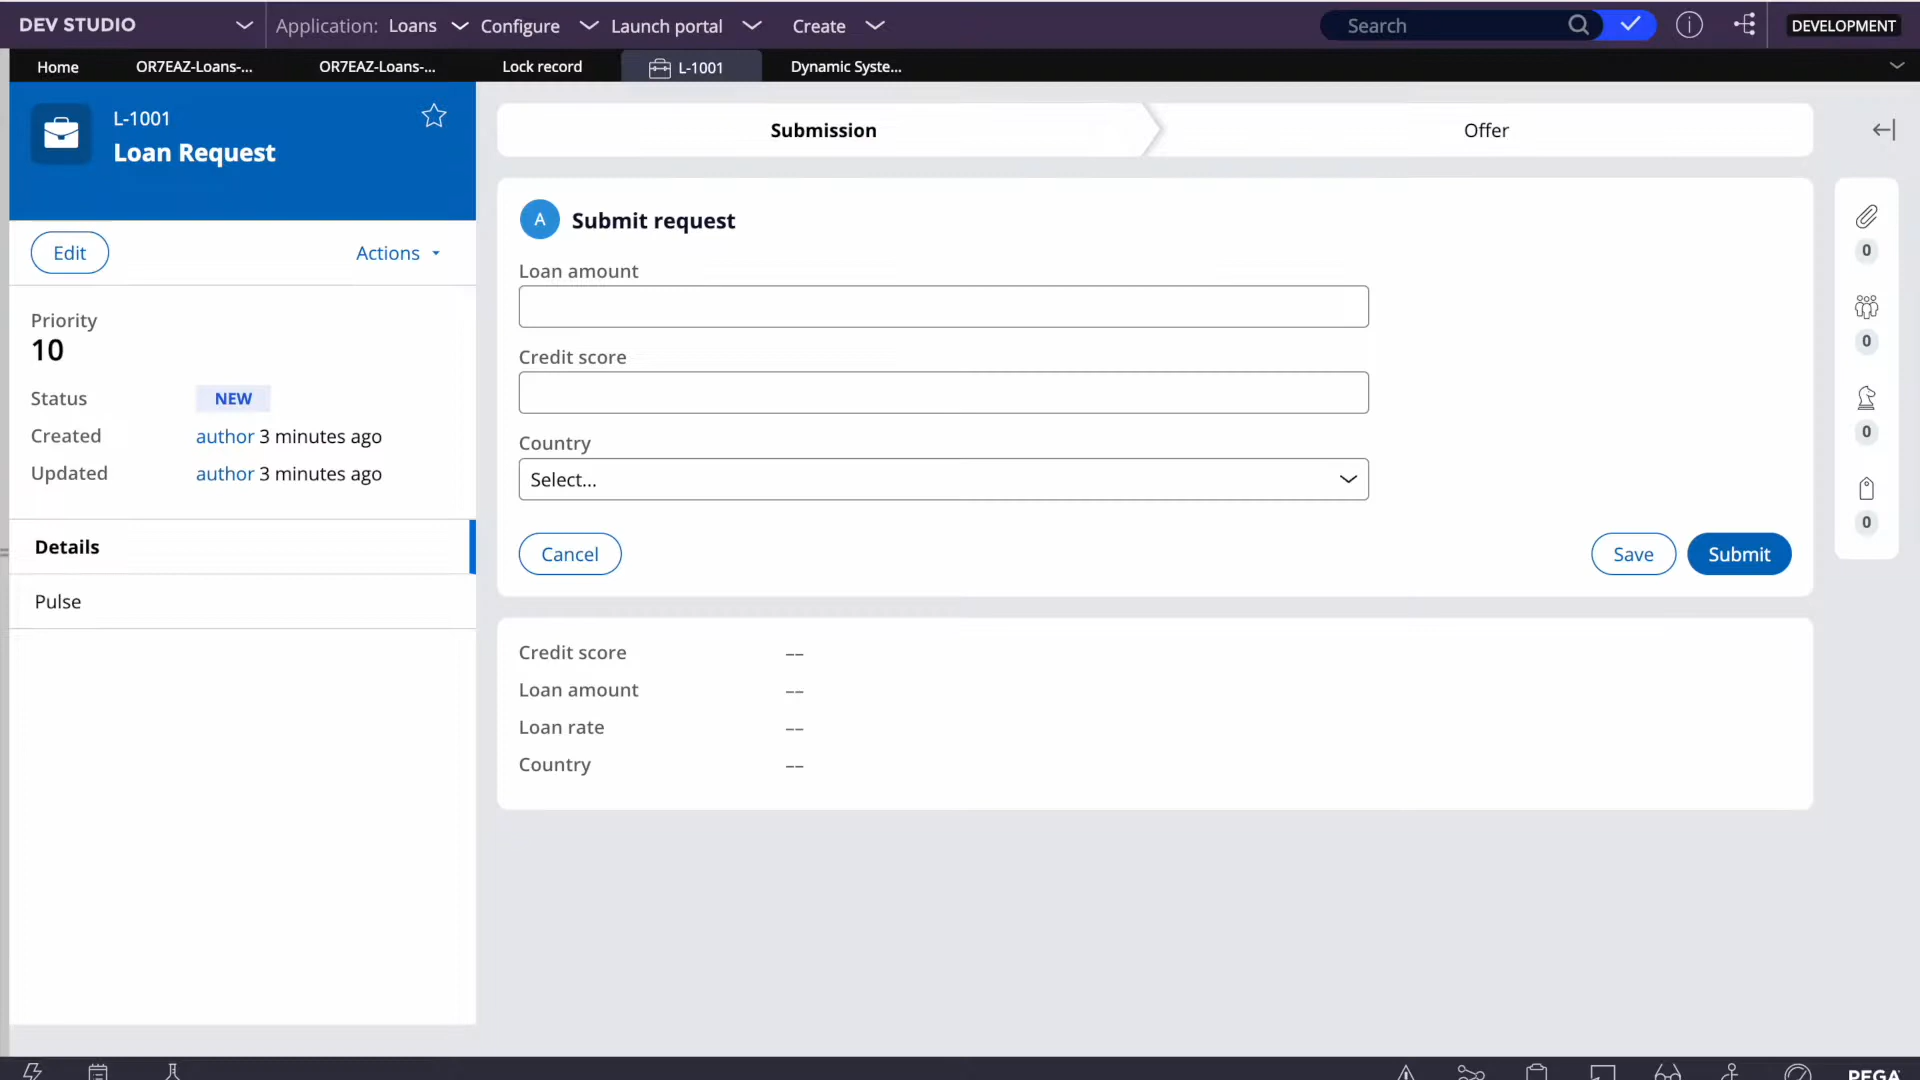 DEV STUDIO
Application: Loans
Configure
Launch portal
Create
Search
DEVELOPMENT
Home
OR7EAZ-Loans-...
OR7EAZ-Loans-...
Lock record
L-1001
Dynamic Syste...
L-1001
Loan Request
Edit
Actions
Priority
10
Status NEW
Created author 3 minutes ago
Updated author 3 minutes ago
Details
Pulse
Submission
Offer
A Submit request
Loan amount
Credit score
Country
Select...
Cancel
Save
Submit
Credit score --
Loan amount --
Loan rate --
Country --
0
0
0
0
PEGA